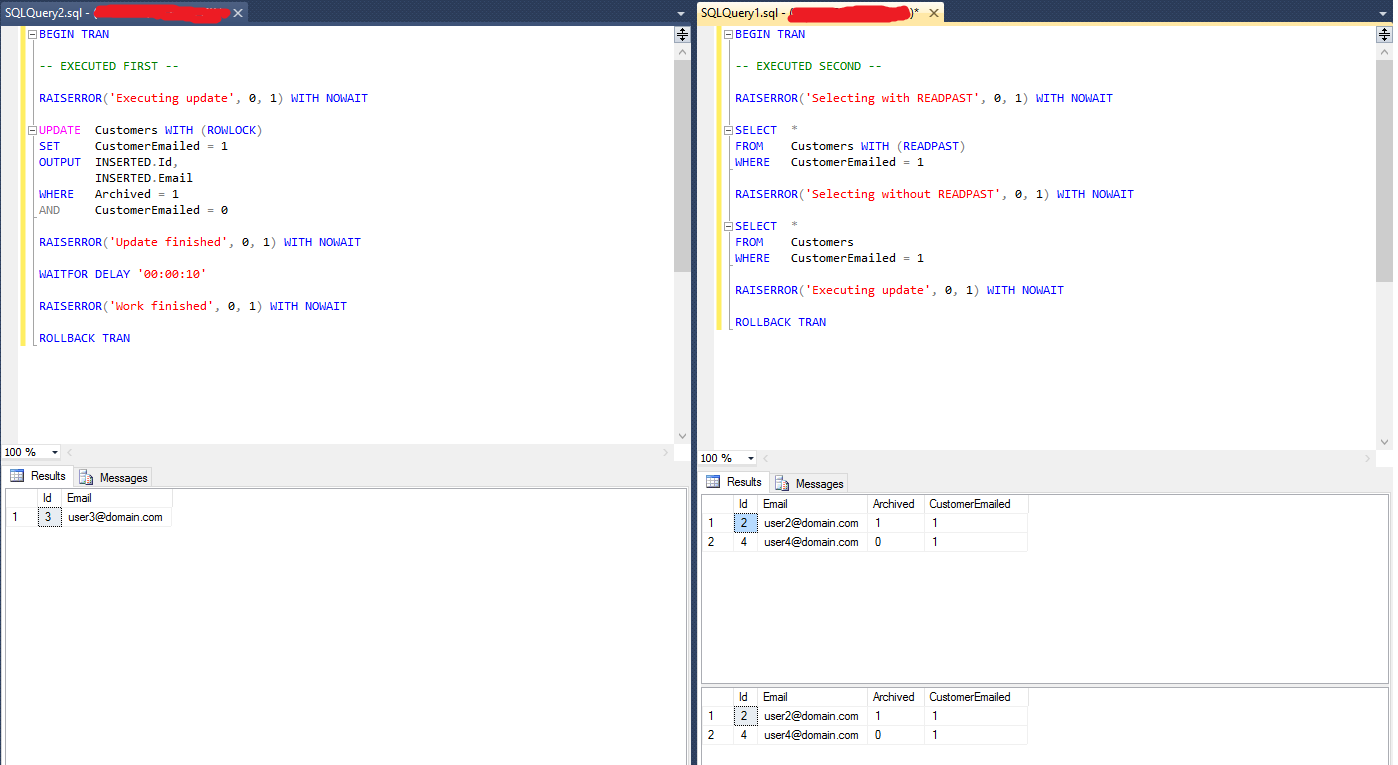 SQLQuery2.sql - (
BEGIN TRAN
-- EXECUTED FIRST --
RAISERROR('Executing update', 0, 1) WITH NOWAIT
UPDATE Customers WITH (ROWLOCK)
SET CustomerEmailed = 1
OUTPUT INSERTED.Id,
INSERTED.Email
WHERE Archived = 1
AND CustomerEmailed = 0
RAISERROR('Update finished', 0, 1) WITH NOWAIT
WAITFOR DELAY '00:00:10'
RAISERROR('Work finished', 0, 1) WITH NOWAIT
ROLLBACK TRAN
100 %
Results Messages
Id Email
1 3 user3@domain.com
SQLQuery1.sql - ( )*
BEGIN TRAN
-- EXECUTED SECOND --
RAISERROR('Selecting with READPAST', 0, 1) WITH NOWAIT
SELECT *
FROM Customers WITH (READPAST)
WHERE CustomerEmailed = 1
RAISERROR('Selecting without READPAST', 0, 1) WITH NOWAIT
SELECT *
FROM Customers
WHERE CustomerEmailed = 1
RAISERROR('Executing update', 0, 1) WITH NOWAIT
ROLLBACK TRAN
100 %
Results Messages
Id Email Archived CustomerEmailed
1 2 user2@domain.com 1 1
2 4 user4@domain.com 0 1
Id Email Archived CustomerEmailed
1 2 user2@domain.com 1 1
2 4 user4@domain.com 0 1